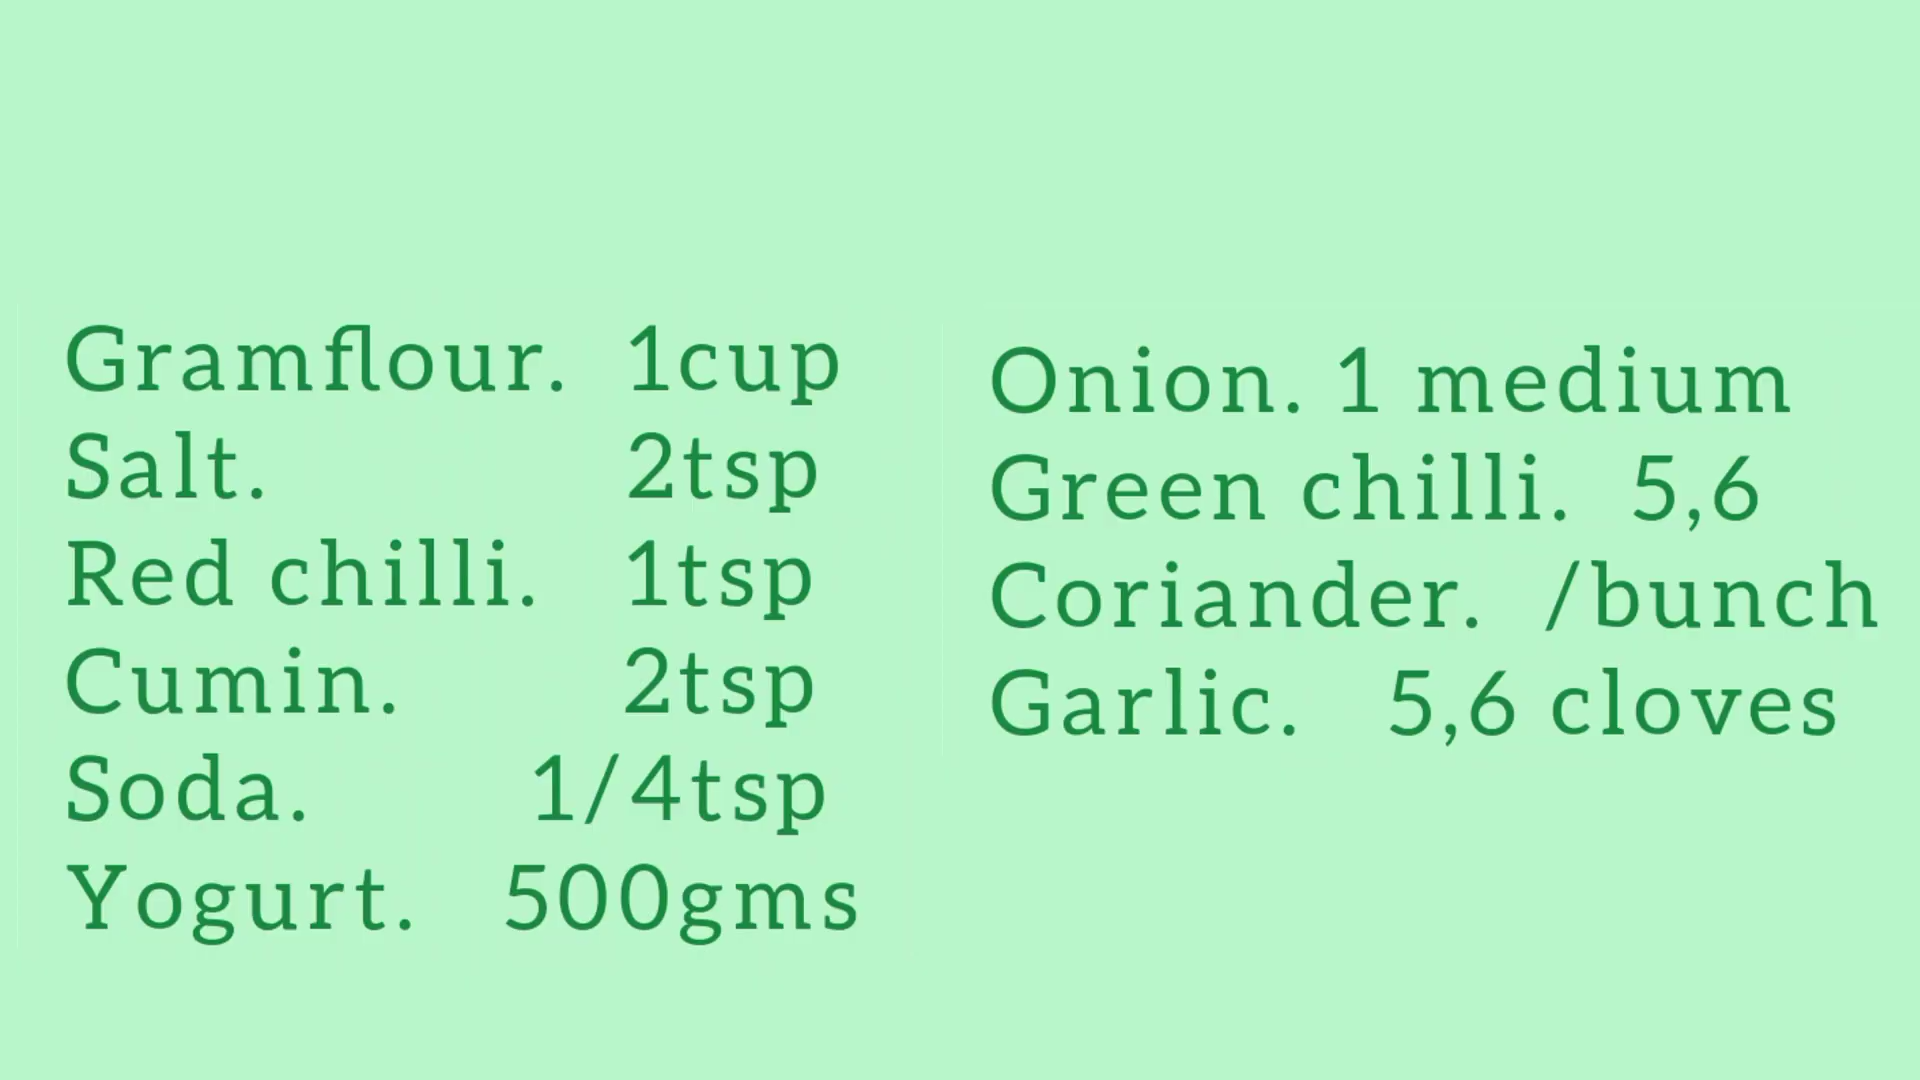 Gramflour. 1cup
Salt. 2tsp
Red chilli. 1tsp
Cumin. 2tsp
Soda. 1/4tsp
Yogurt. 500gms
Onion. 1 medium
Green chilli. 5,6
Coriander. /bunch
Garlic. 5,6 cloves